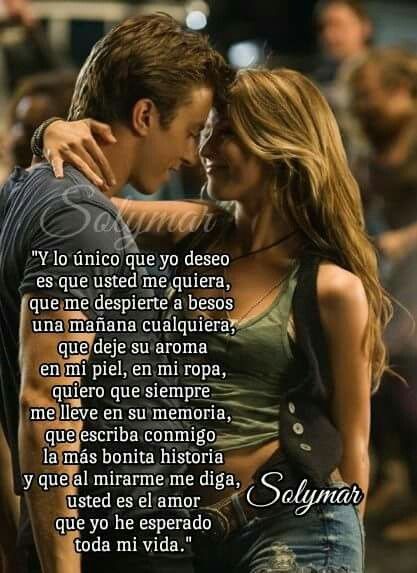 Solymar
"Y lo único que yo deseo
es que usted me quiera,
que me despierte a besos
una mañana cualquiera,
que deje su aroma
en mi piel, en mi ropa,
quiero que siempre
me lleve en su memoria,
que escriba conmigo
la más bonita historia
y que al mirarme me diga,
usted es el amor
que yo he esperado
toda mi vida."
Solymar